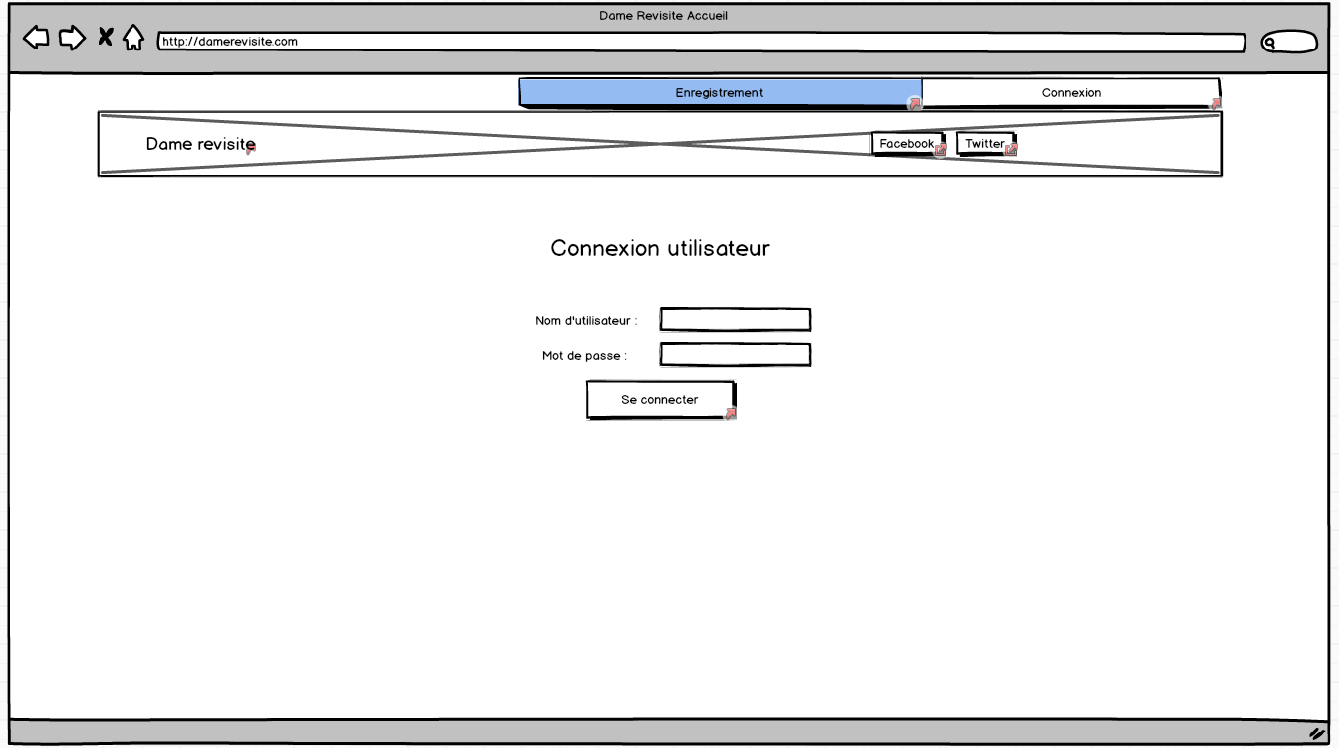 Dame Revisite Accueil
http://damerevisite.com
Enregistrement
Connexion
Dame revisite
Facebook
Twitter
Connexion utilisateur
Nom d'utilisateur :
Mot de passe :
Se connecter